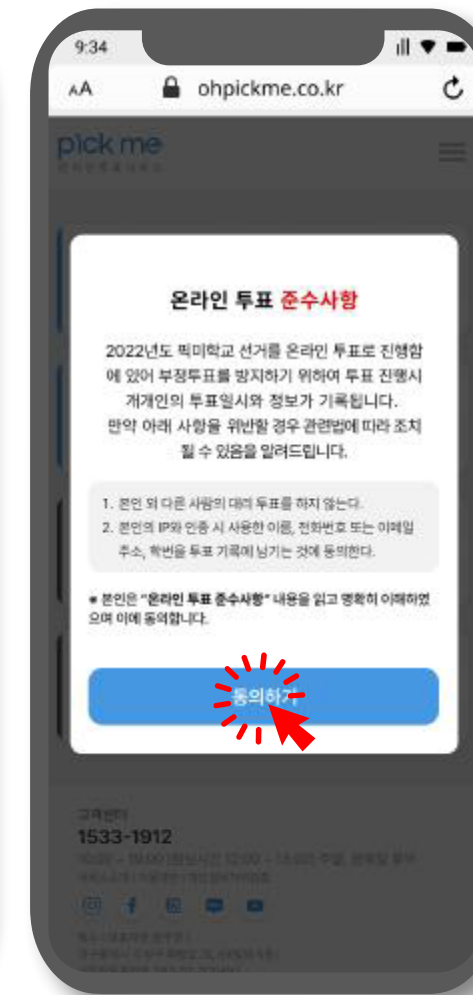 9:34
AA ohpickme.co.kr
pick me
온라인 투표 준수사항
2022년도 픽미학교 선거를 온라인 투표로 진행함
에 있어 부정투표를 방지하기 위하여 투표 진행시
개개인의 투표일시와 정보가 기록됩니다.
만약 아래 사항을 위반할 경우 관련법에 따라 조치
될 수 있음을 알려드립니다.
1. 본인 외 다른 사람의 대리 투표를 하지 않는다.
2. 본인의 IP와 인증 시 사용한 이름, 전화번호 또는 이메일
주소, 학번을 투표 기록에 남기는 것에 동의한다.
* 본인은 "온라인 투표 준수사항" 내용을 읽고 명확히 이해하였
으며 이에 동의합니다.
동의하기
고객센터
1533-1912